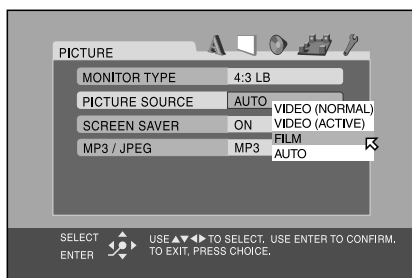 PICTURE
MONITOR TYPE 4:3 LB
PICTURE SOURCE AUTO
VIDEO (NORMAL)
VIDEO (ACTIVE)
FILM
AUTO
SCREEN SAVER ON
MP3 / JPEG MP3
SELECT
ENTER
USE ▲▼◀▶ TO SELECT. USE ENTER TO CONFIRM.
TO EXIT, PRESS CHOICE.